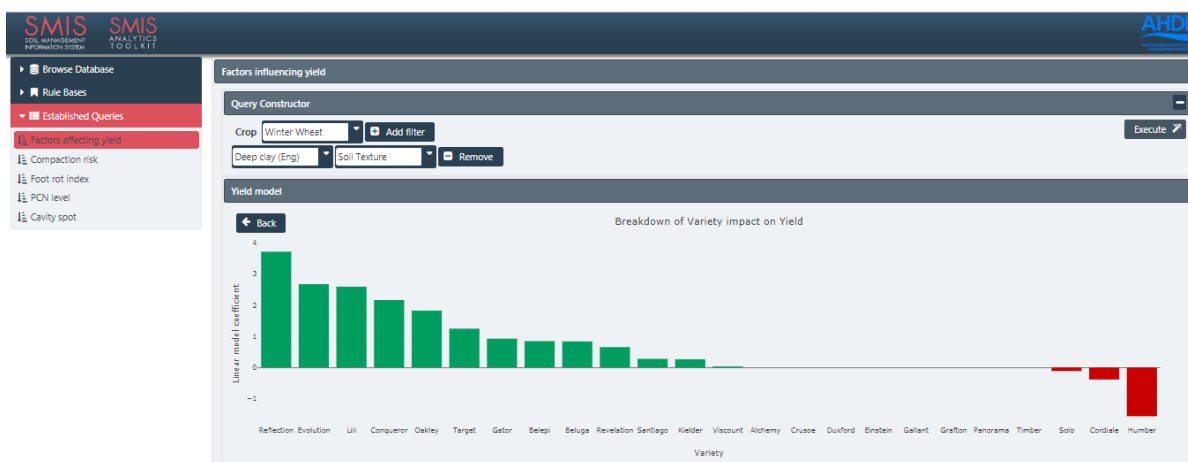 SMIS
SOIL MANAGEMENT
INFORMATION SYSTEM
SMIS
ANALYTICS
TOOLKIT
AHD
Browse Database
Rule Bases
Established Queries
Factors affecting yield
Compaction risk
Foot rot index
PCN level
Cavity spot
Factors influencing yield
Query Constructor
Crop Winter Wheat Add filter Execute
Deep clay (Eng) Soil Texture Remove
Yield model
Back
Breakdown of Variety impact on Yield
4
3
2
1
0
−1
Linear model coefficient
Reflection Evolution Lili Conqueror Oakley Target Gator Belepi Beluga Revelation Santiago Kielder Viscount Alchemy Crusoe Duxford Einstein Gallant Grafton Panorama Timber Solo Cordiale Humber
Variety